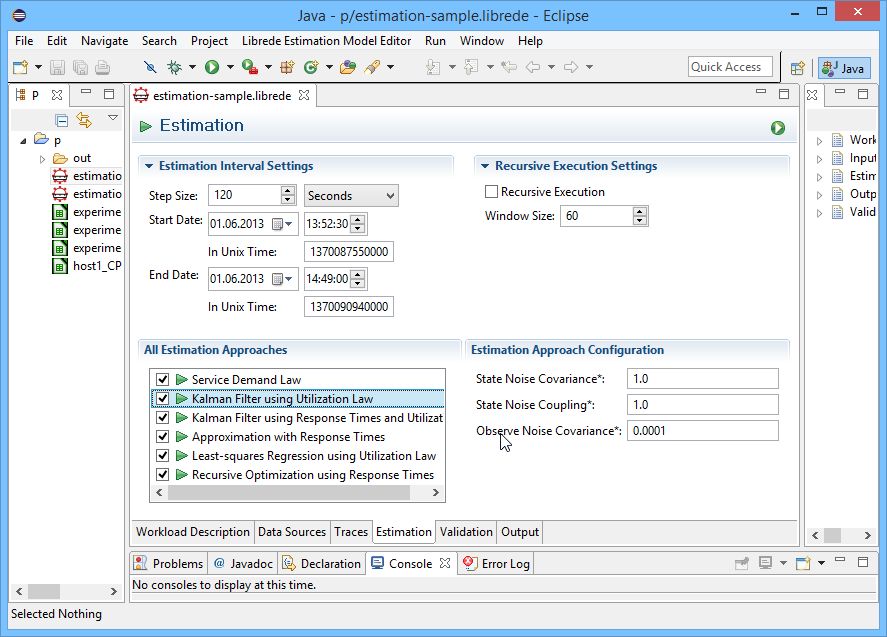 Java - p/estimation-sample.librede - Eclipse
File Edit Navigate Search Project Librede Estimation Model Editor Run Window Help
Quick Access
Java
P
estimation-sample.librede
p
out
estimatio
estimatio
experime
experime
experime
host1_CP
Estimation
Estimation Interval Settings
Step Size: 120 Seconds
Start Date: 01.06.2013 13:52:30
In Unix Time: 1370087550000
End Date: 01.06.2013 14:49:00
In Unix Time: 1370090940000
Recursive Execution Settings
Recursive Execution
Window Size: 60
All Estimation Approaches
Service Demand Law
Kalman Filter using Utilization Law
Kalman Filter using Response Times and Utilizat
Approximation with Response Times
Least-squares Regression using Utilization Law
Recursive Optimization using Response Times
Estimation Approach Configuration
State Noise Covariance*: 1.0
State Noise Coupling*: 1.0
Observe Noise Covariance*: 0.0001
Workload Description Data Sources Traces Estimation Validation Output
Work
Input
Estim
Outp
Valid
Problems @ Javadoc Declaration Console Error Log
No consoles to display at this time.
Selected Nothing